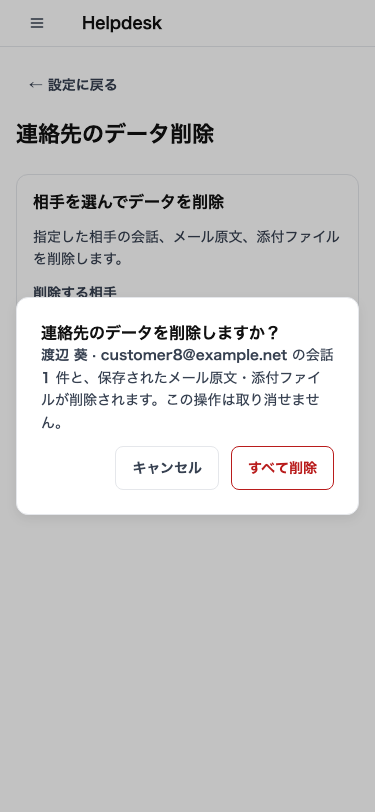 Helpdesk
← 設定に戻る
連絡先のデータ削除
相手を選んでデータを削除
指定した相手の会話、メール原文、添付ファイル
を削除します。
削除する相手
連絡先のデータを削除しますか？
渡辺 葵 · customer8@example.net の会話
1 件と、保存されたメール原文・添付ファイ
ルが削除されます。この操作は取り消せませ
ん。
キャンセル
すべて削除